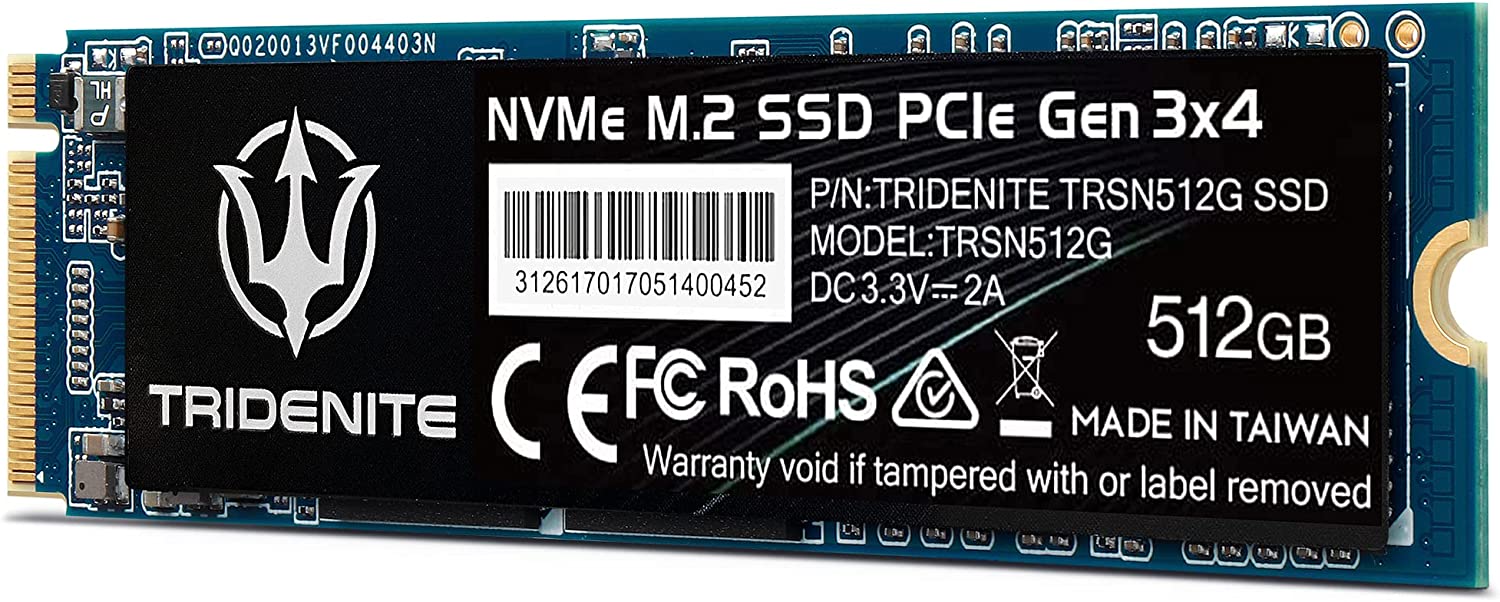 Q020013VF004403N
NVMe M.2 SSD PCIe Gen 3x4
P/N:TRIDENITE TRSN512G SSD
MODEL:TRSN512G
DC 3.3V⎓2A
312617017051400452
512GB
CE FC RoHS
MADE IN TAIWAN
Warranty void if tampered with or label removed
TRIDENITE